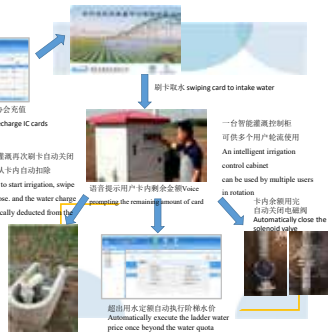 会充值
echarge IC cards
刷卡取水 swiping card to intake water
灌溉再次刷卡自动关闭
从卡内自动扣除
to start irrigation, swipe
ose, and the water charge
cally deducted from the
语音提示用户卡内剩余金额Voice
prompting the remaining amount of card
一台智能灌溉控制柜
可供多个用户轮流使用
An intelligent irrigation
control cabinet
can be used by multiple users
in rotation
卡内余额用完
自动关闭电磁阀
Automatically close the
solenoid valve
超出用水定额自动执行阶梯水价
Automatically execute the ladder water
price once beyond the water quota